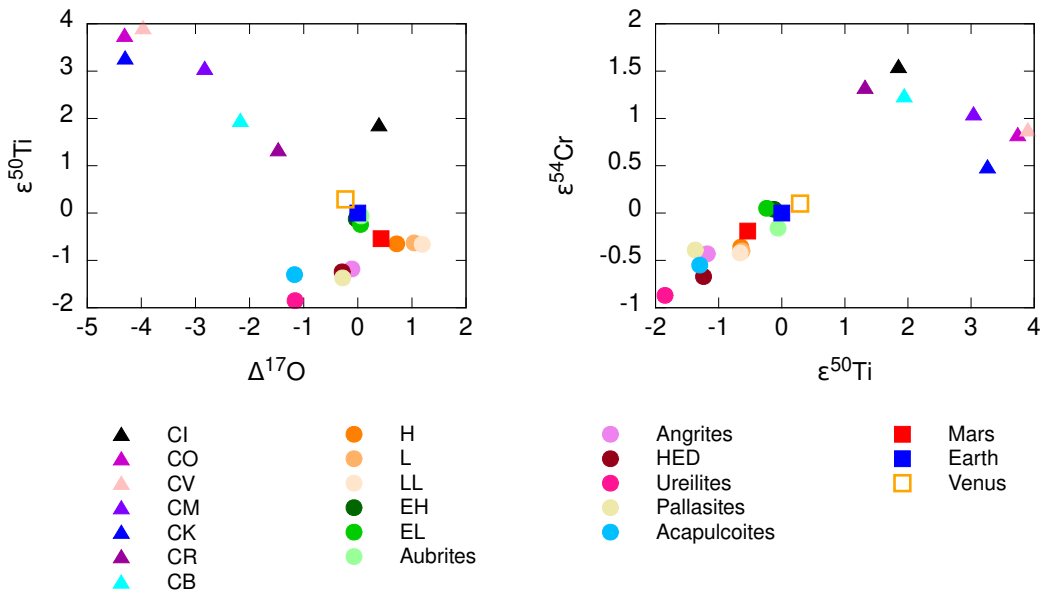 4
3
2
1
0
-1
-2
ε⁵⁰Ti
-5 -4 -3 -2 -1 0 1 2
Δ¹⁷O
2
1.5
1
0.5
0
-0.5
-1
ε⁵⁴Cr
-2 -1 0 1 2 3 4
ε⁵⁰Ti
CI
CO
CV
CM
CK
CR
CB
H
L
LL
EH
EL
Aubrites
Angrites
HED
Ureilites
Pallasites
Acapulcoites
Mars
Earth
Venus